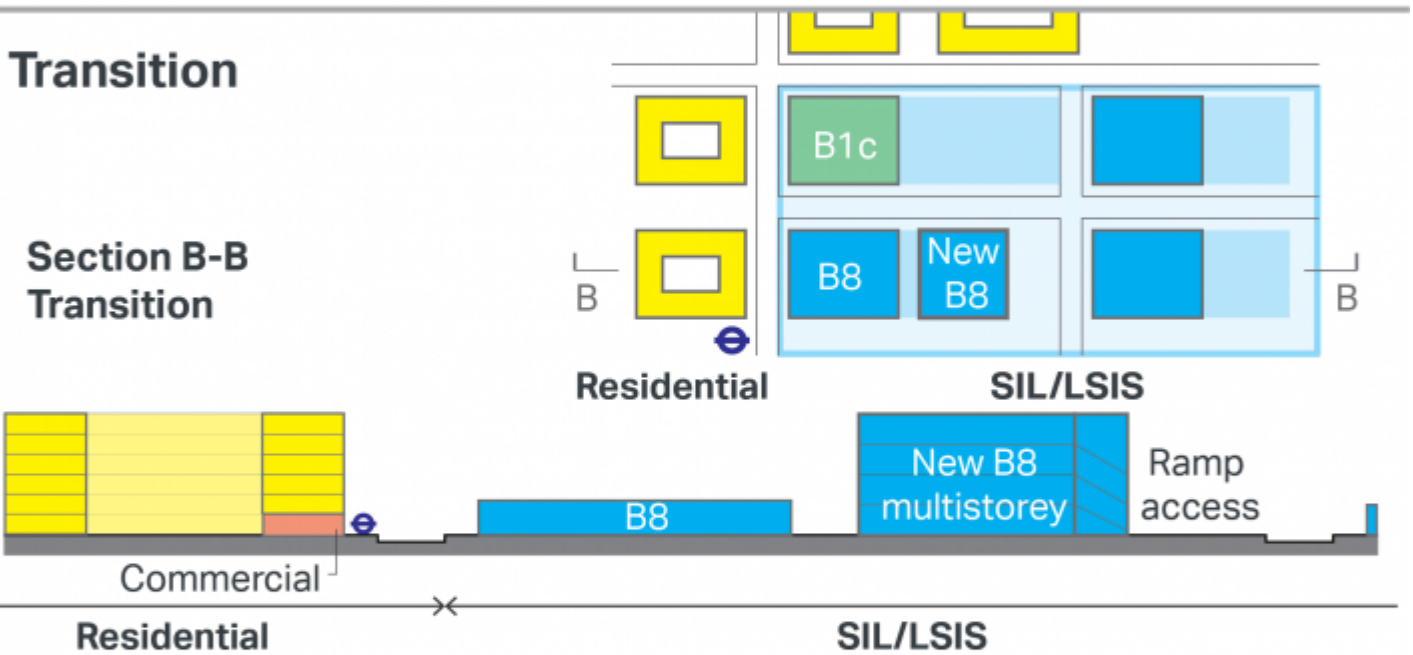 Transition
B1c
Section B-B
Transition
B
B8
New
B8
B
Residential
SIL/LSIS
New B8
multistorey
Ramp
access
B8
Commercial
Residential
SIL/LSIS